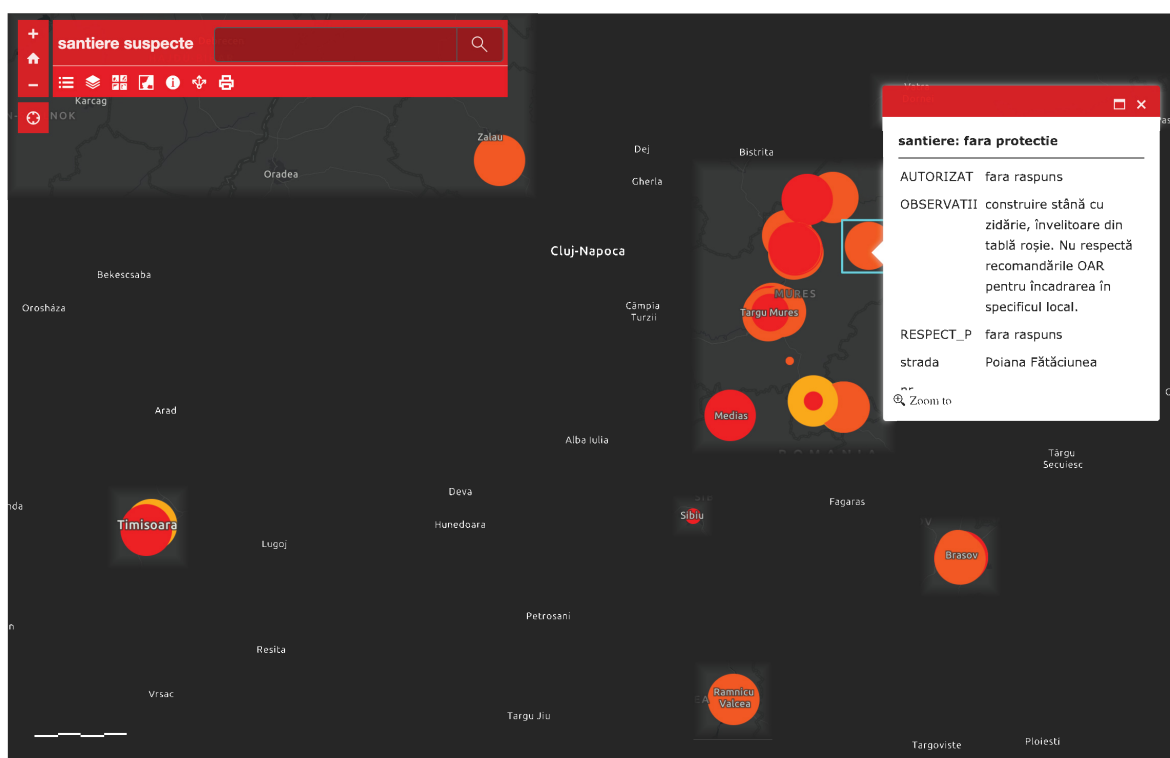 santiere suspecte
Karcag
NOK
Zalau
Oradea
Dej
Bistrita
Gherla
Cluj-Napoca
Bekescsaba
Orosháza
Câmpia
Turzii
MURES
Targu Mures
Arad
Medias
Alba Iulia
ROMANIA
Târgu
Secuiesc
Deva
Fagaras
Sibiu
Timisoara
Hunedoara
Lugoj
Brasov
Petrosani
Resita
Vrsac
Ramnicu
Valcea
Targu Jiu
Targoviste
Ploiesti
santiere: fara protectie
AUTORIZAT fara raspuns
OBSERVATII construire stână cu
zidărie, învelitoare din
tablă roșie. Nu respectă
recomandările OAR
pentru încadrarea în
specificul local.
RESPECT_P fara raspuns
strada Poiana Fătăciunea
Zoom to